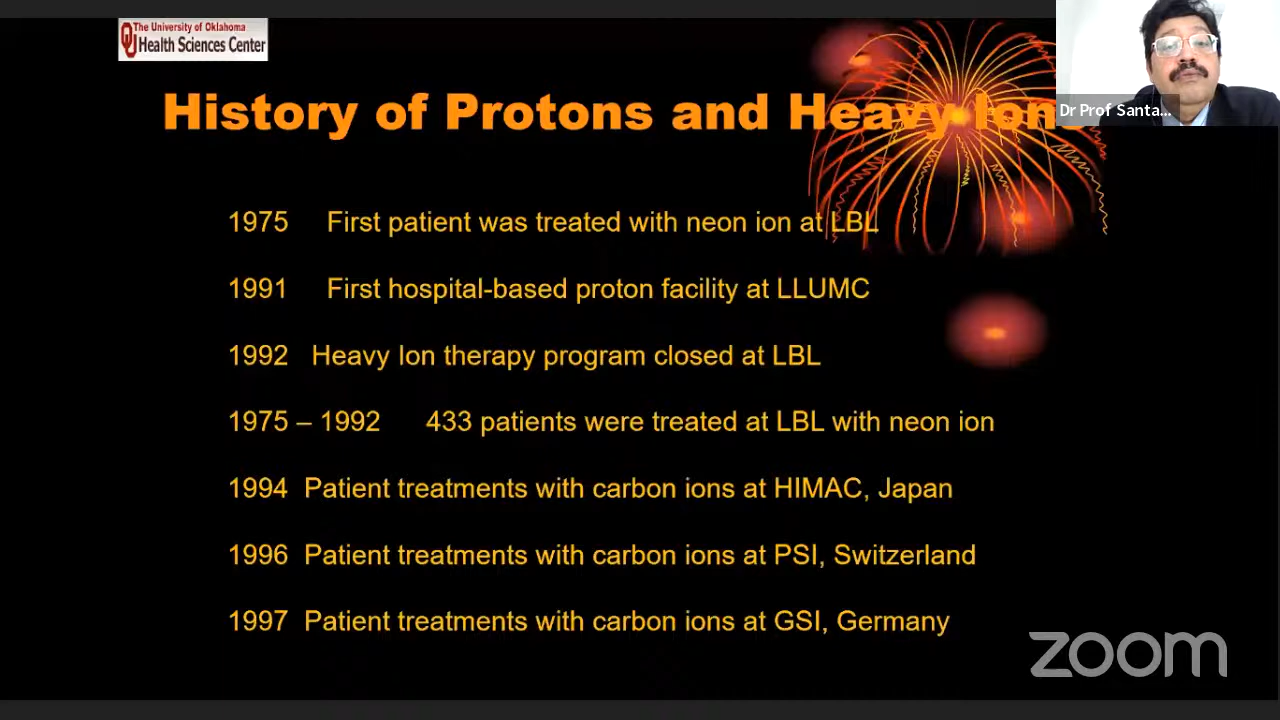 The University of Oklahoma
Health Sciences Center
History of Protons and Heavy Ions
Dr Prof Santa...
1975 First patient was treated with neon ion at LBL
1991 First hospital-based proton facility at LLUMC
1992 Heavy Ion therapy program closed at LBL
1975 – 1992 433 patients were treated at LBL with neon ion
1994 Patient treatments with carbon ions at HIMAC, Japan
1996 Patient treatments with carbon ions at PSI, Switzerland
1997 Patient treatments with carbon ions at GSI, Germany
zoom